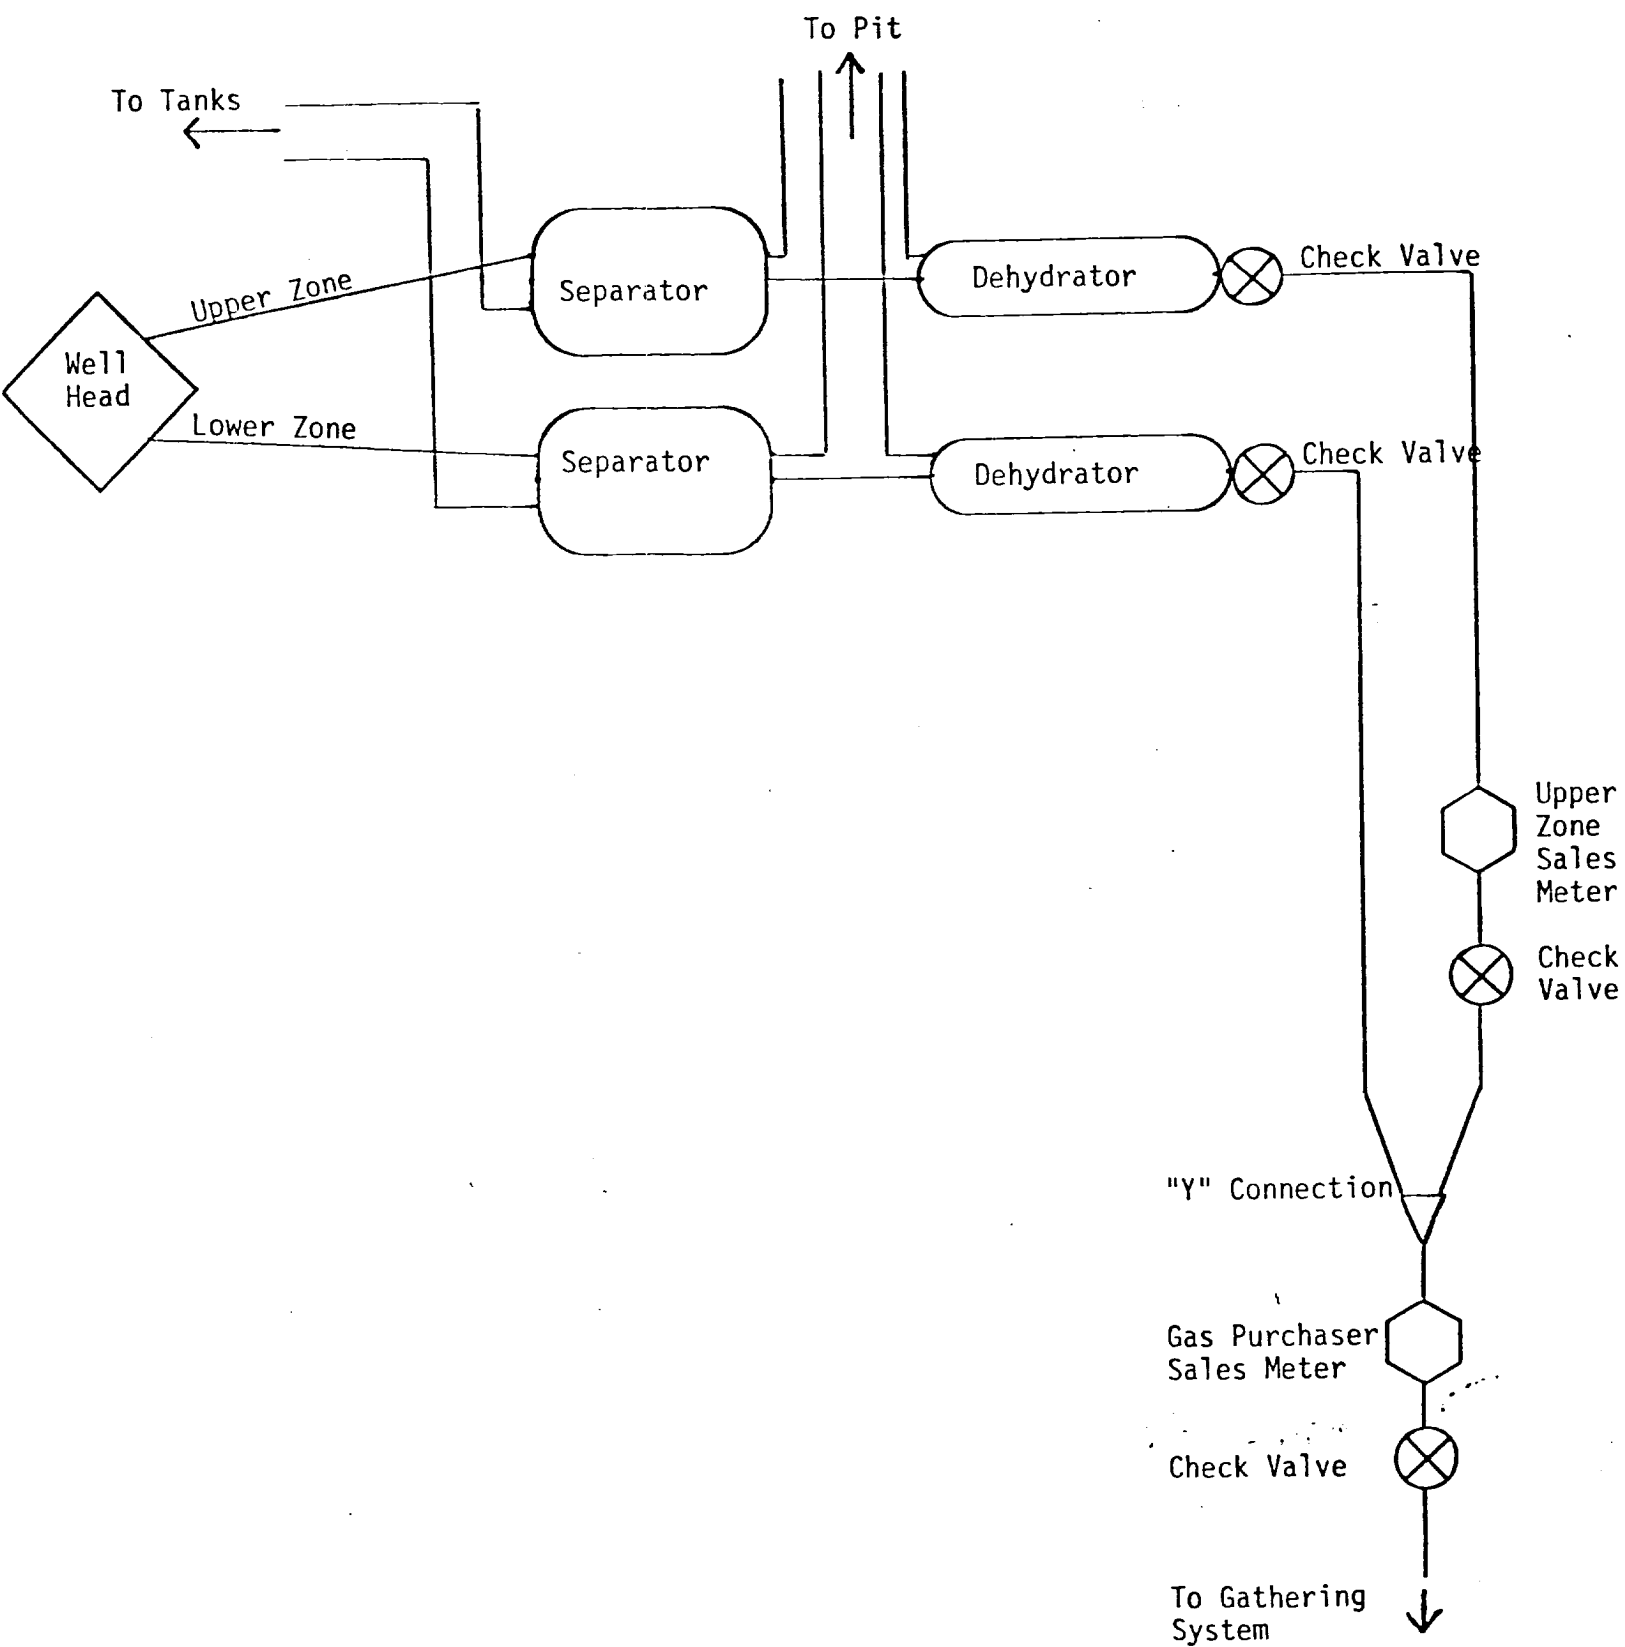 To Pit
To Tanks
Upper Zone
Separator
Dehydrator
Check Valve
Well
Head
Lower Zone
Separator
Dehydrator
Check Valve
Upper
Zone
Sales
Meter
Check
Valve
"Y" Connection
Gas Purchaser
Sales Meter
Check Valve
To Gathering
System